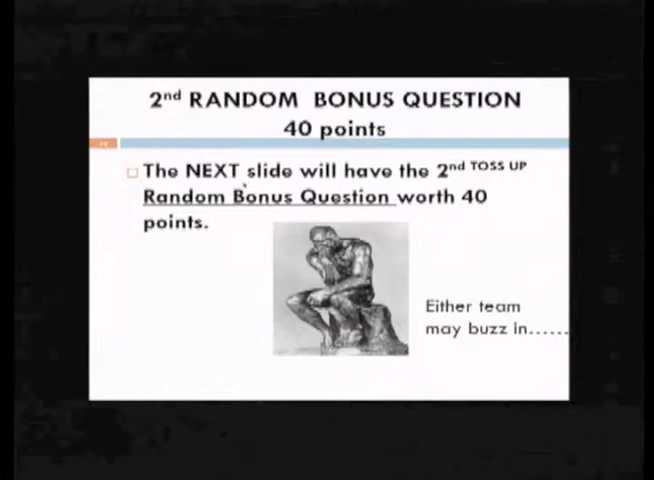 2nd RANDOM BONUS QUESTION
40 points
The NEXT slide will have the 2nd TOSS UP
Random Bonus Question worth 40
points.
Either team
may buzz in......